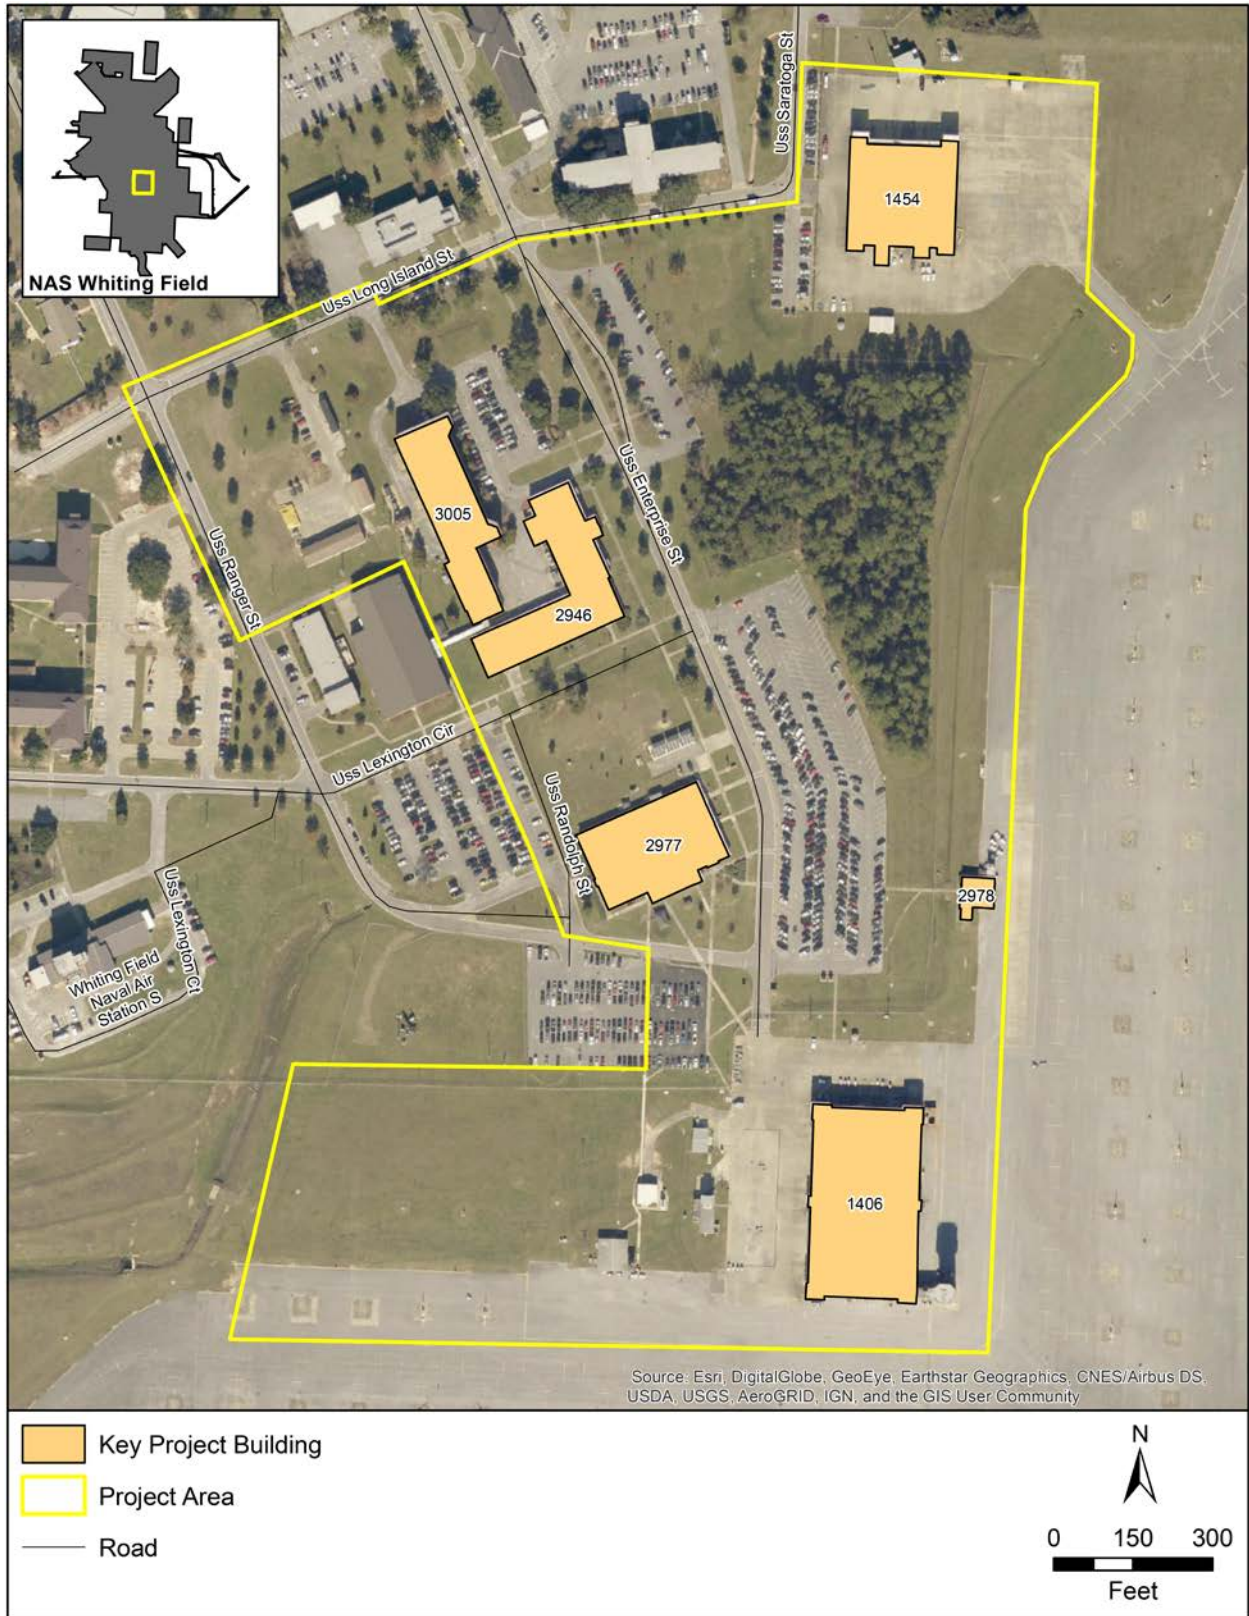 NAS Whiting Field
Uss Saratoga St
1454
Uss Long Island St
3005
Uss Enterprise St
Uss Ranger St
2946
Uss Lexington Cir
Uss Randolph St
2977
2978
Uss Lexington Ct
Whiting Field
Naval Air
Station S
1406
Source: Esri, DigitalGlobe, GeoEye, Earthstar Geographics, CNES/Airbus DS,
USDA, USGS, AeroGRID, IGN, and the GIS User Community
Key Project Building
Project Area
Road
N
0 150 300
Feet